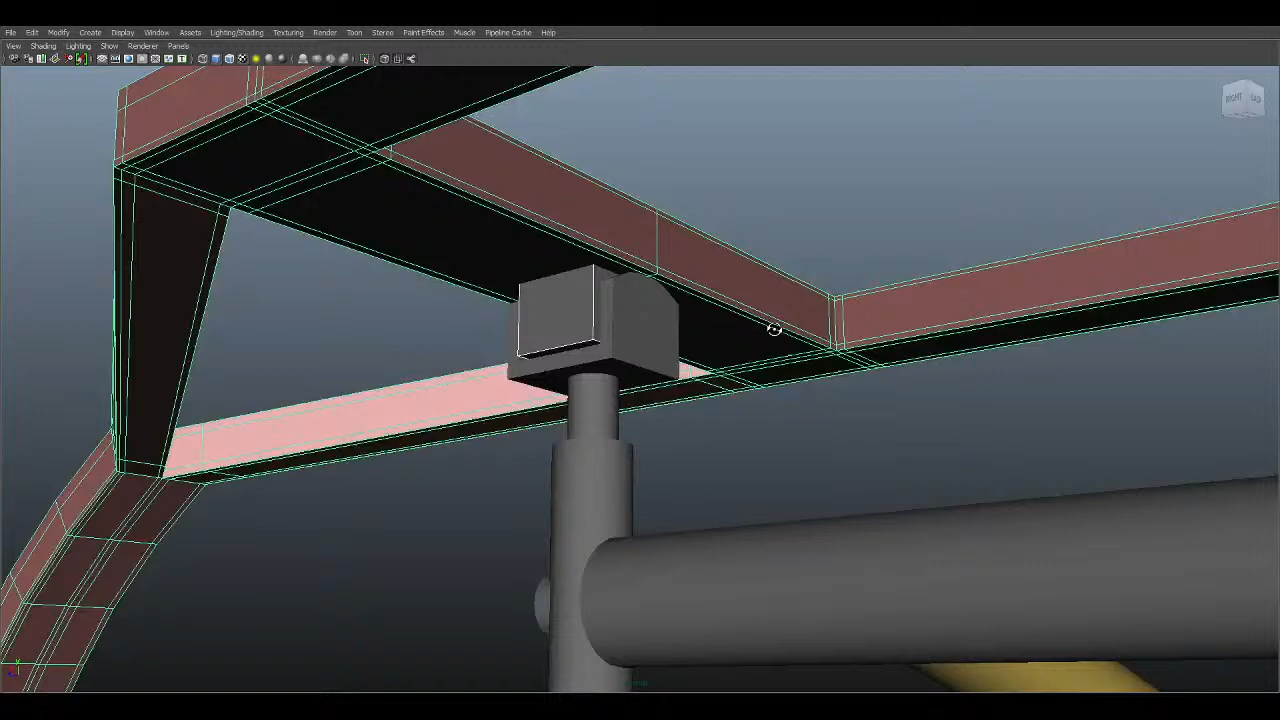 File Edit Modify Create Display Window Assets Lighting/Shading Texturing Render Toon Stereo Paint Effects Muscle Pipeline Cache Help
View Shading Lighting Show Renderer Panels
RIGHT
Y